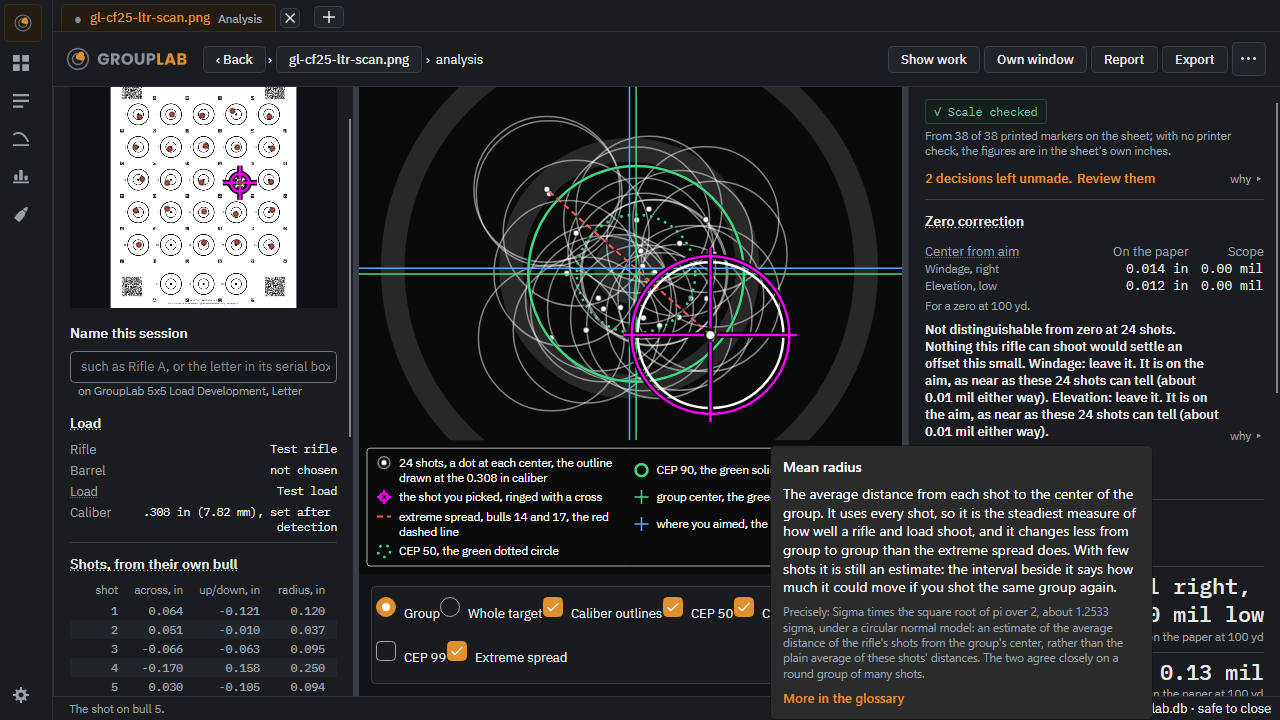 gl-cf25-ltr-scan.png Analysis
GROUPLAB
‹ Back › gl-cf25-ltr-scan.png › analysis
Show work
Own window
Report
Export
Name this session
such as Rifle A, or the letter in its serial box
on GroupLab 5x5 Load Development, Letter
Load
Rifle Test rifle
Barrel not chosen
Load Test load
Caliber .308 in (7.82 mm), set after
detection
Shots, from their own bull
shot across, in up/down, in radius, in
1 0.064 -0.121 0.120
2 0.051 -0.010 0.037
3 -0.066 -0.063 0.095
4 -0.170 0.158 0.250
5 0.030 -0.105 0.094
24 shots, a dot at each center, the outline
drawn at the 0.308 in caliber
the shot you picked, ringed with a cross
extreme spread, bulls 14 and 17, the red
dashed line
CEP 50, the green dotted circle
CEP 90, the green soli
group center, the gree
where you aimed, the
Group Whole target Caliber outlines CEP 50 C
CEP 99 Extreme spread
✓ Scale checked
From 38 of 38 printed markers on the sheet; with no printer
check, the figures are in the sheet's own inches.
2 decisions left unmade. Review them why ▸
Zero correction
Center from aim On the paper Scope
Windage, right 0.014 in 0.00 mil
Elevation, low 0.012 in 0.00 mil
For a zero at 100 yd.
Not distinguishable from zero at 24 shots.
Nothing this rifle can shoot would settle an
offset this small. Windage: leave it. It is on the
aim, as near as these 24 shots can tell (about
0.01 mil either way). Elevation: leave it. It is on
the aim, as near as these 24 shots can tell (about
0.01 mil either way).
why ▸
Mean radius
The average distance from each shot to the center of the
group. It uses every shot, so it is the steadiest measure of
how well a rifle and load shoot, and it changes less from
group to group than the extreme spread does. With few
shots it is still an estimate: the interval beside it says how
much it could move if you shot the same group again.
Precisely: Sigma times the square root of pi over 2, about 1.2533
sigma, under a circular normal model: an estimate of the average
distance of the rifle's shots from the group's center, rather than the
plain average of these shots' distances. The two agree closely on a
round group of many shots.
More in the glossary
right,
0 mil low
on the paper at 100 yd
0.13 mil
on the paper at 100 yd
The shot on bull 5.
lab.db · safe to close